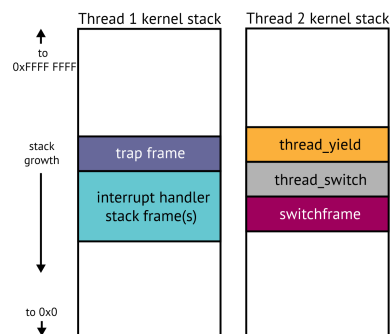 Thread 1 kernel stack
Thread 2 kernel stack
to
0xFFFF FFFF
stack
growth
trap frame
interrupt handler
stack frame(s)
thread_yield
thread_switch
switchframe
to 0x0